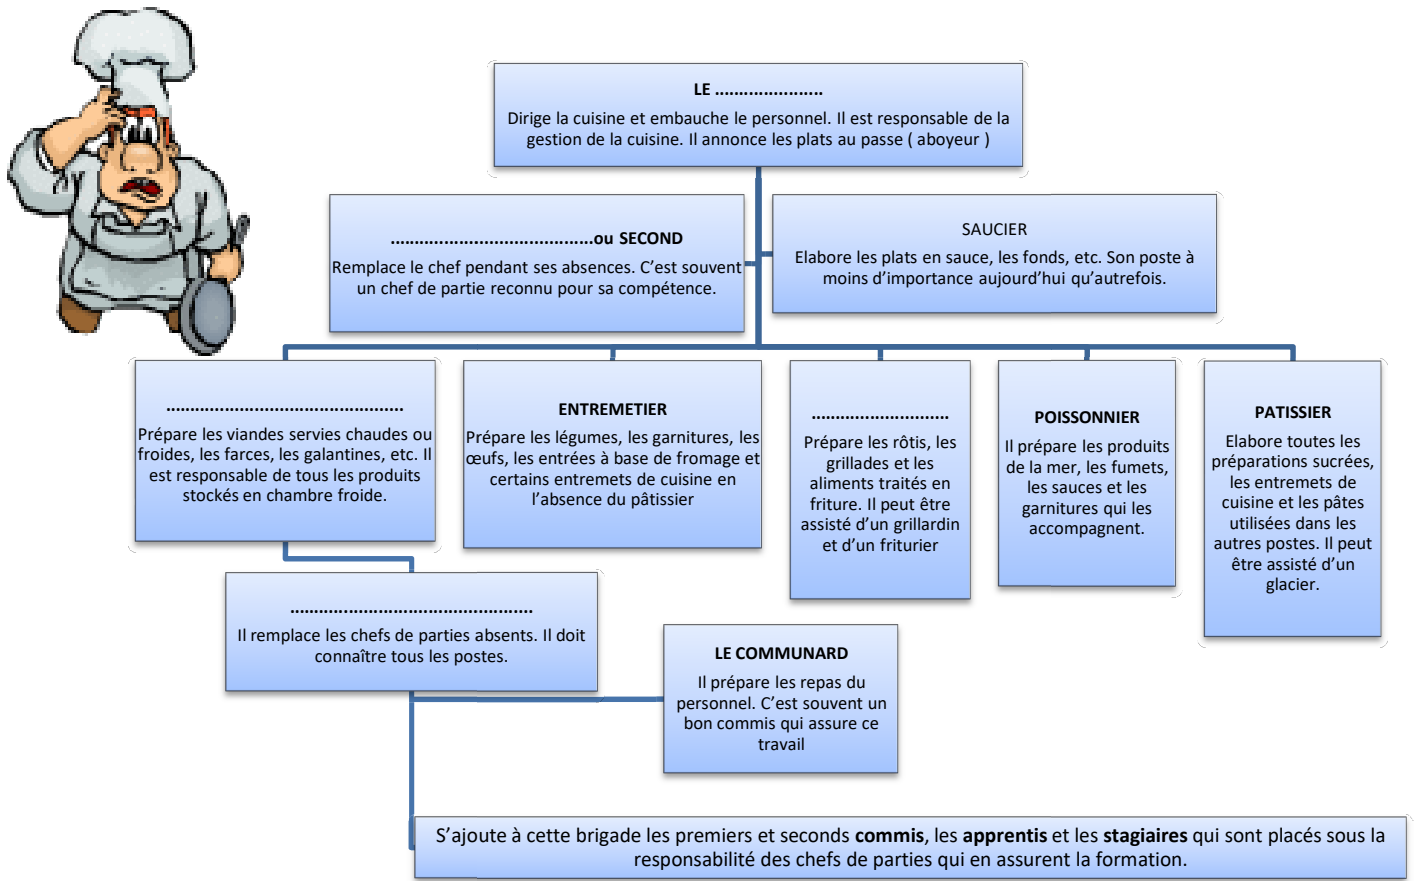 LE .......................
Dirige la cuisine et embauche le personnel. Il est responsable de la
gestion de la cuisine. Il annonce les plats au passe ( aboyeur )
...........................................ou SECOND
Remplace le chef pendant ses absences. C’est souvent
un chef de partie reconnu pour sa compétence.
SAUCIER
Elabore les plats en sauce, les fonds, etc. Son poste à
moins d’importance aujourd’hui qu’autrefois.
..................................................
Prépare les viandes servies chaudes ou
froides, les farces, les galantines, etc. Il
est responsable de tous les produits
stockés en chambre froide.
ENTREMETIER
Prépare les légumes, les garnitures, les
œufs, les entrées à base de fromage et
certains entremets de cuisine en
l’absence du pâtissier
.............................
Prépare les rôtis, les
grillades et les
aliments traités en
friture. Il peut être
assisté d’un grillardin
et d’un friturier
POISSONNIER
Il prépare les produits
de la mer, les fumets,
les sauces et les
garnitures qui les
accompagnent.
PATISSIER
Elabore toutes les
préparations sucrées,
les entremets de
cuisine et les pâtes
utilisées dans les
autres postes. Il peut
être assisté d’un
glacier.
...................................................
Il remplace les chefs de parties absents. Il doit
connaître tous les postes.
LE COMMUNARD
Il prépare les repas du
personnel. C’est souvent un
bon commis qui assure ce
travail
S’ajoute à cette brigade les premiers et seconds commis, les apprentis et les stagiaires qui sont placés sous la
responsabilité des chefs de parties qui en assurent la formation.